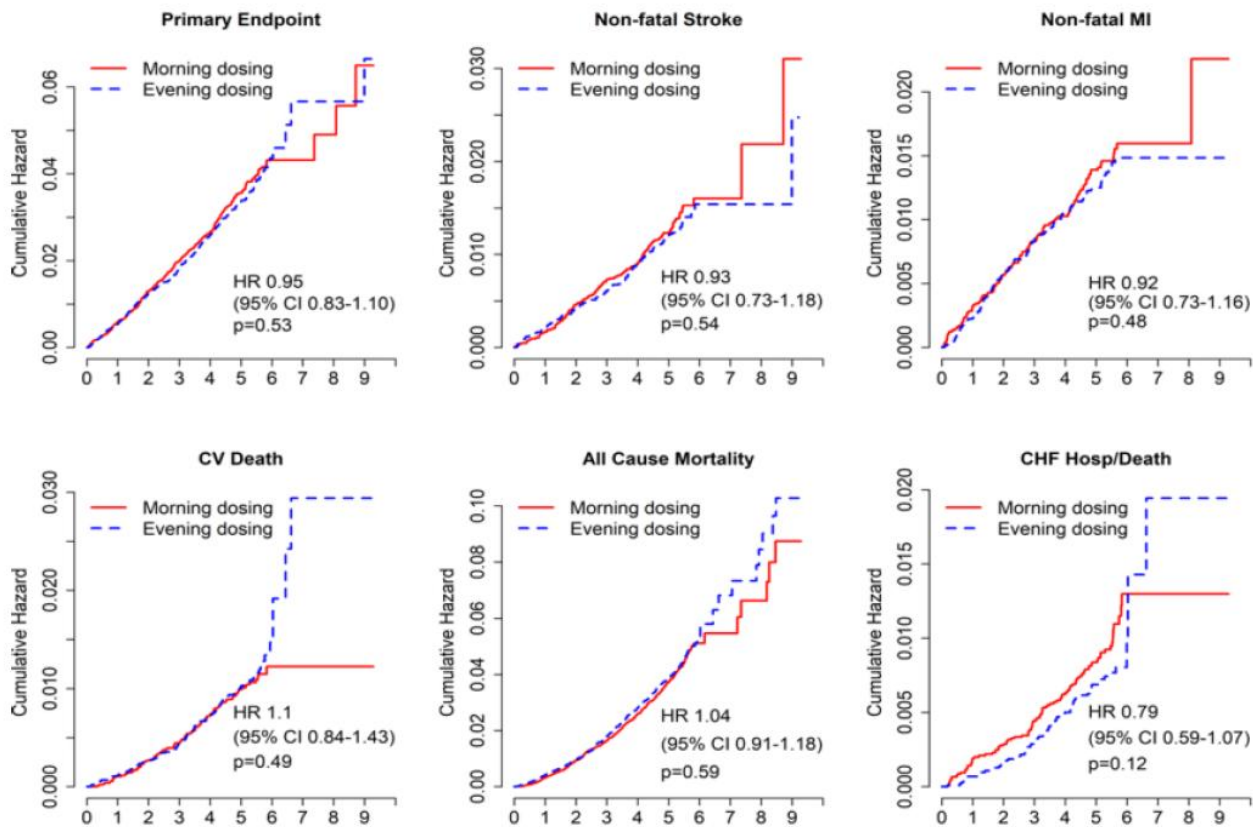 Primary Endpoint
Cumulative Hazard
0.00
0.02
0.04
0.06
Morning dosing
Evening dosing
HR 0.95
(95% CI 0.83-1.10)
p=0.53
0 1 2 3 4 5 6 7 8 9
Non-fatal Stroke
Cumulative Hazard
0.000
0.010
0.020
0.030
Morning dosing
Evening dosing
HR 0.93
(95% CI 0.73-1.18)
p=0.54
0 1 2 3 4 5 6 7 8 9
Non-fatal MI
Cumulative Hazard
0.000
0.005
0.010
0.015
0.020
Morning dosing
Evening dosing
HR 0.92
(95% CI 0.73-1.16)
p=0.48
0 1 2 3 4 5 6 7 8 9
CV Death
Cumulative Hazard
0.000
0.010
0.020
0.030
Morning dosing
Evening dosing
HR 1.1
(95% CI 0.84-1.43)
p=0.49
0 1 2 3 4 5 6 7 8 9
All Cause Mortality
Cumulative Hazard
0.00
0.02
0.04
0.06
0.08
0.10
Morning dosing
Evening dosing
HR 1.04
(95% CI 0.91-1.18)
p=0.59
0 1 2 3 4 5 6 7 8 9
CHF Hosp/Death
Cumulative Hazard
0.000
0.005
0.010
0.015
0.020
Morning dosing
Evening dosing
HR 0.79
(95% CI 0.59-1.07)
p=0.12
0 1 2 3 4 5 6 7 8 9